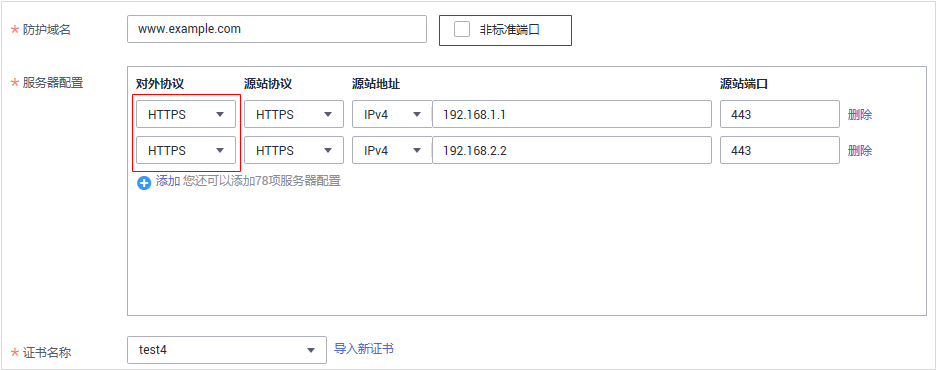 * 防护域名 www.example.com 非标准端口
* 服务器配置 对外协议 源站协议 源站地址 源站端口
HTTPS HTTPS IPv4 192.168.1.1 443 删除
HTTPS HTTPS IPv4 192.168.2.2 443 删除
添加 您还可以添加78项服务器配置
* 证书名称 test4 导入新证书